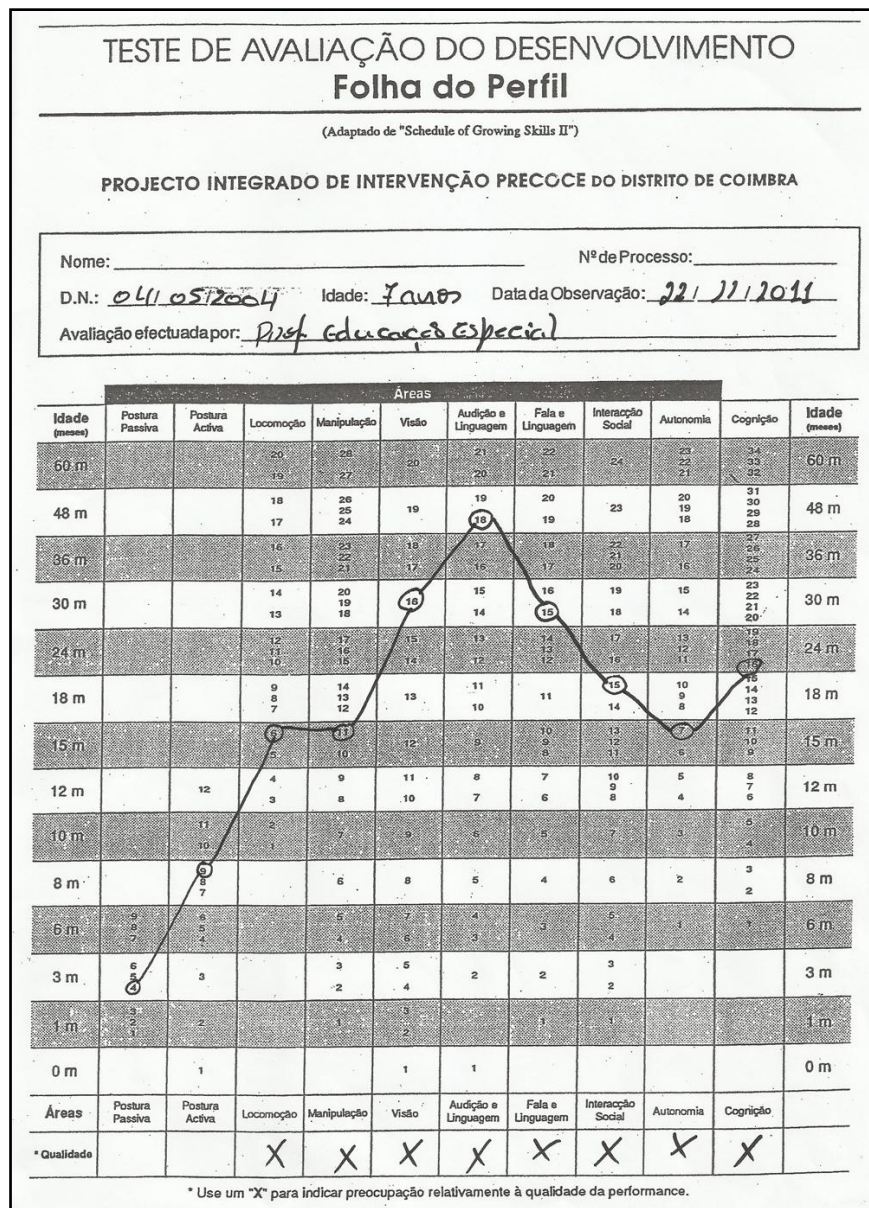 TESTE DE AVALIAÇÃO DO DESENVOLVIMENTO
Folha do Perfil
(Adaptado de "Schedule of Growing Skills II")
PROJECTO INTEGRADO DE INTERVENÇÃO PRECOCE DO DISTRITO DE COIMBRA
Nome: Nº de Processo:
D.N.: 04/05/2004 Idade: 7 anos Data da Observação: 22/11/2011
Avaliação efectuada por: Prof. Educação Especial
Áreas
Idade (meses) Postura Passiva Postura Activa Locomoção Manipulação Visão Audição e Linguagem Fala e Linguagem Interacção Social Autonomia Cognição Idade (meses)
60 m 20 19 28 27 20 21 20 22 21 24 23 22 21 34 33 32 60 m
48 m 18 17 26 25 24 19 19 18 20 19 23 20 19 18 31 30 29 28 48 m
36 m 16 15 23 22 21 18 17 17 16 18 17 22 21 20 17 16 27 26 25 24 36 m
30 m 14 13 20 19 18 16 15 14 16 15 19 18 15 14 23 22 21 20 30 m
24 m 12 11 10 17 16 15 15 14 13 12 14 13 12 17 16 13 12 11 19 18 17 16 24 m
18 m 9 8 7 14 13 12 13 11 10 11 15 14 10 9 8 15 14 13 12 18 m
15 m 6 5 11 10 12 9 10 9 8 13 12 11 7 6 11 10 9 15 m
12 m 12 4 3 9 8 11 10 8 7 7 6 10 9 8 5 4 8 7 6 12 m
10 m 11 10 2 1 7 9 6 5 7 3 5 4 10 m
8 m 9 8 7 6 8 5 4 6 2 3 2 8 m
6 m 9 8 7 6 5 4 5 4 7 6 4 3 3 5 4 1 1 6 m
3 m 6 5 4 3 3 2 5 4 2 2 3 2 3 m
1 m 3 2 1 2 1 3 2 1 1 1 m
0 m 1 1 1 0 m
Áreas Postura Passiva Postura Activa Locomoção Manipulação Visão Audição e Linguagem Fala e Linguagem Interacção Social Autonomia Cognição
* Qualidade X X X X X X X X
* Use um "X" para indicar preocupação relativamente à qualidade da performance.